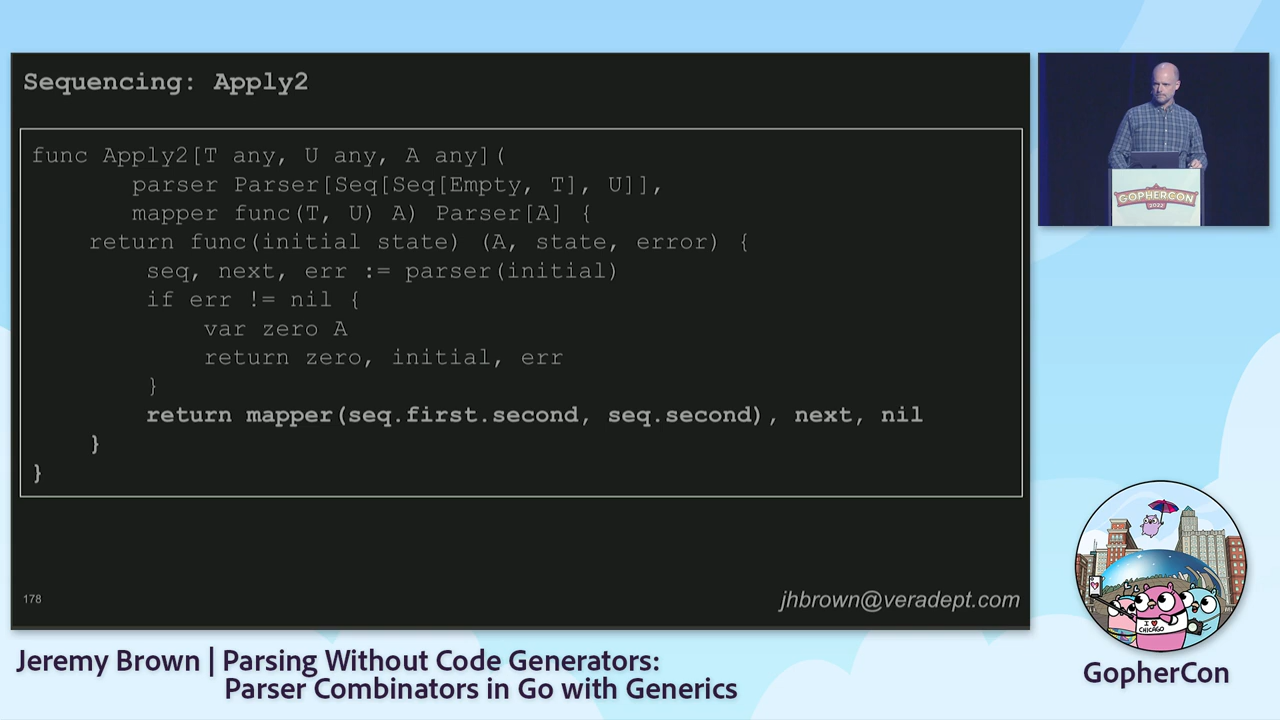 Sequencing: Apply2
func Apply2[T any, U any, A any](
parser Parser[Seq[Seq[Empty, T], U]],
mapper func(T, U) A) Parser[A] {
return func(initial state) (A, state, error) {
seq, next, err := parser(initial)
if err != nil {
var zero A
return zero, initial, err
}
return mapper(seq.first.second, seq.second), next, nil
}
}
178
jhbrown@veradept.com
GOPHERCON
2022
I ♥
CHICAGO
GopherCon
Jeremy Brown | Parsing Without Code Generators:
Parser Combinators in Go with Generics